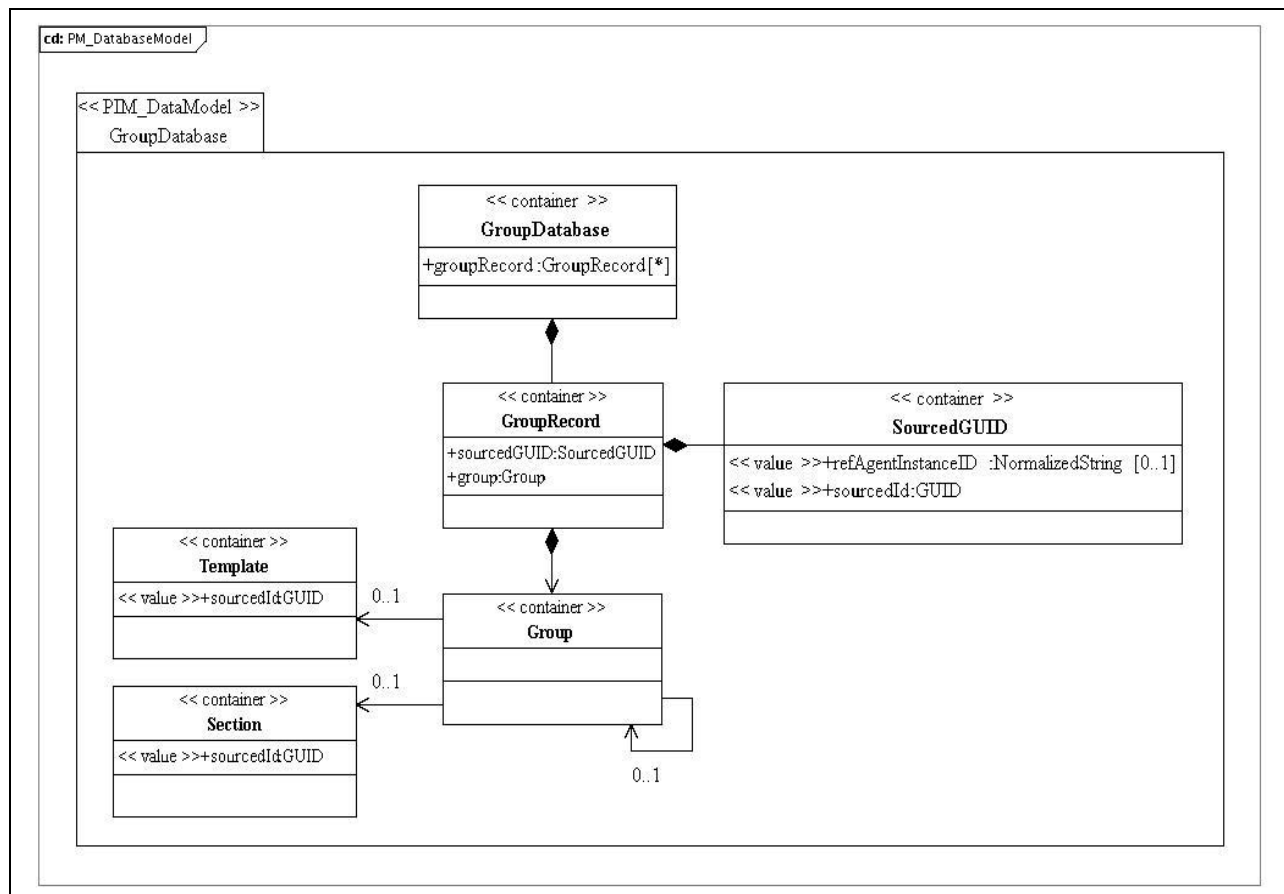 cd: PM_DatabaseModel
<< PIM_DataModel >>
GroupDatabase
<< container >>
GroupDatabase
+groupRecord:GroupRecord[*]
<< container >>
GroupRecord
+sourcedGUID:SourcedGUID
+group:Group
<< container >>
SourcedGUID
<< value >>+refAgentInstanceID :NormalizedString [0..1]
<< value >>+sourcedId:GUID
<< container >>
Template
<< value >>+sourcedId:GUID
0..1
<< container >>
Group
<< container >>
Section
<< value >>+sourcedId:GUID
0..1
0..1